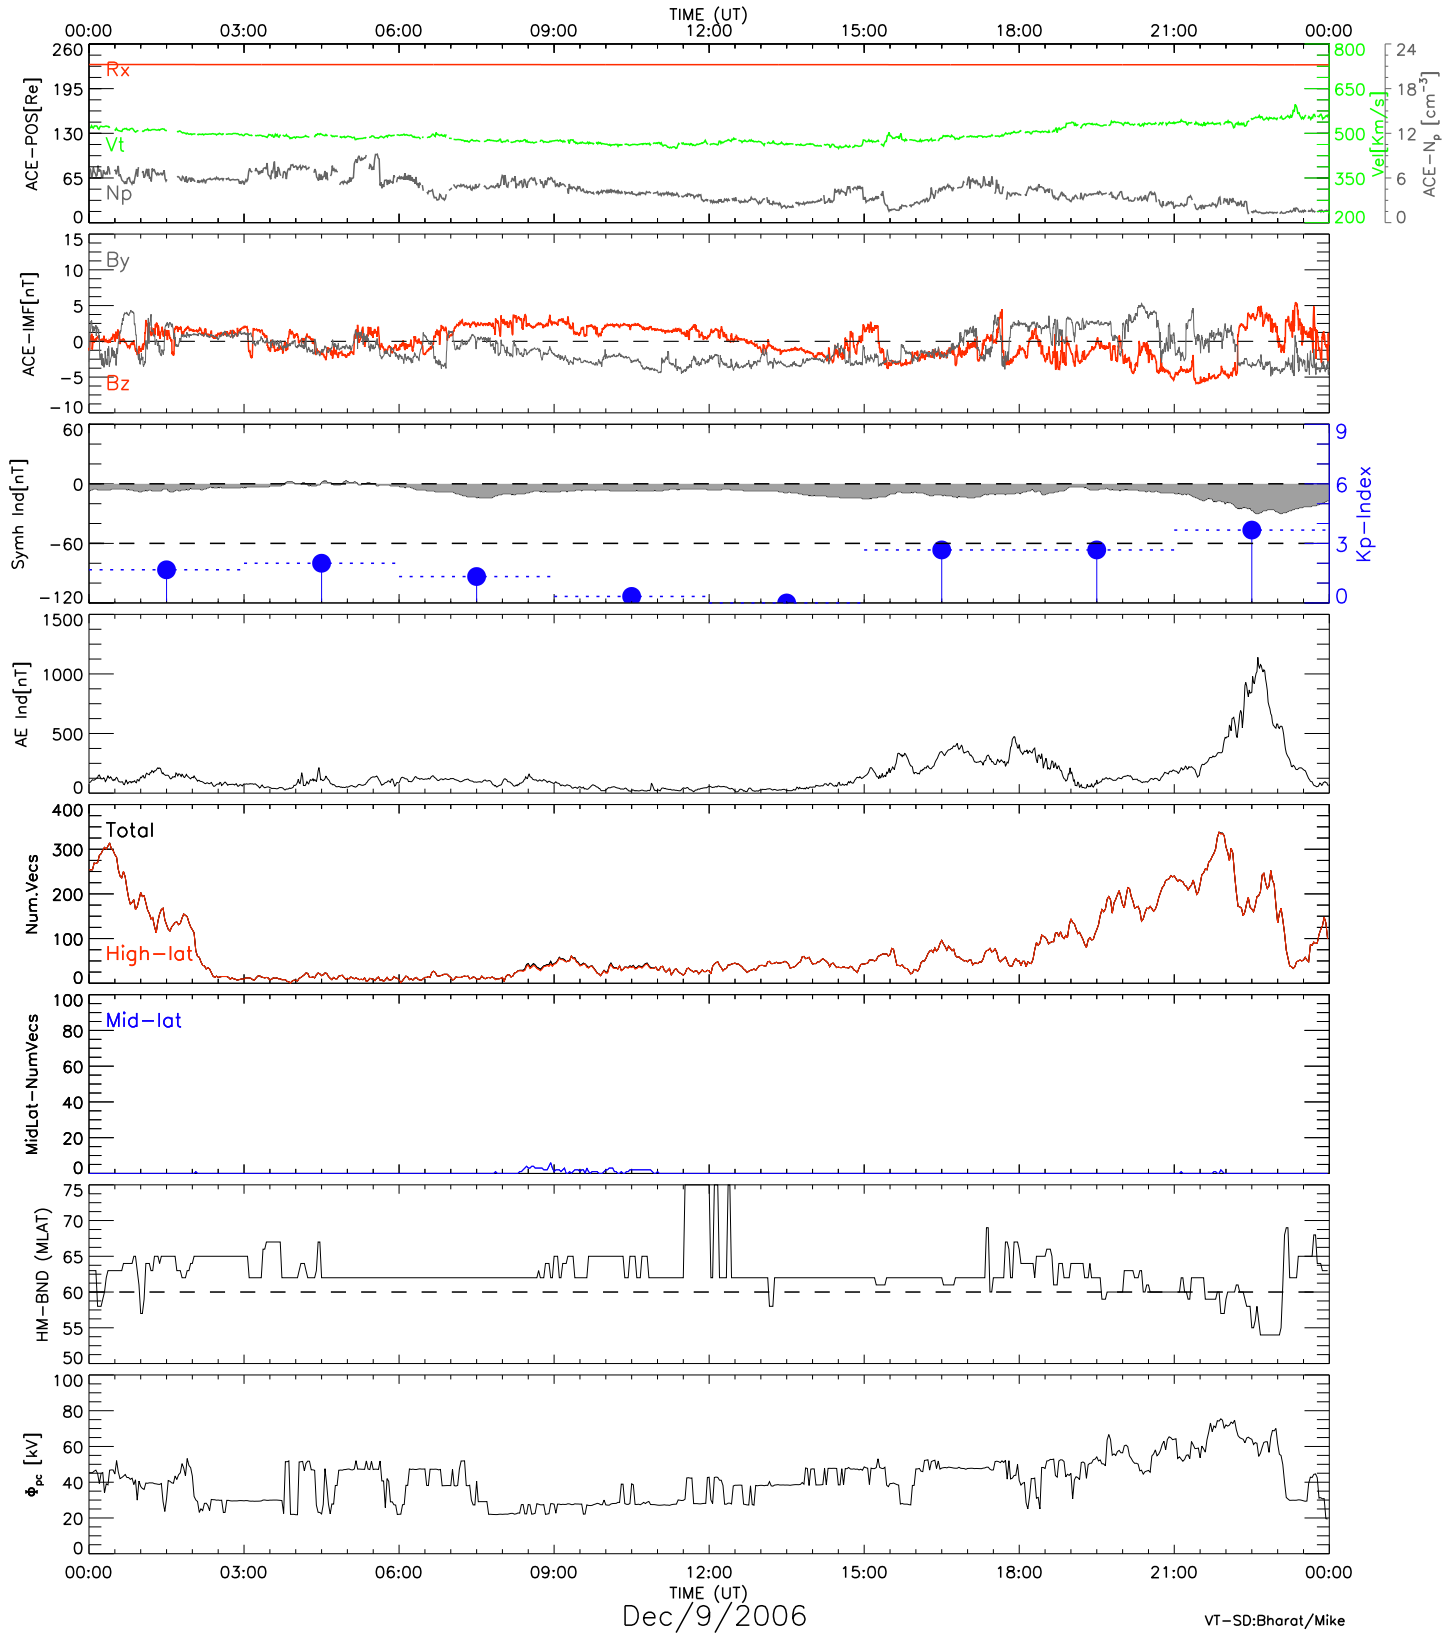 TIME (UT)
00:00 03:00 06:00 09:00 12:00 15:00 18:00 21:00 00:00
ACE-POS[Re]
260
195
130
65
0
Rx
Vt
Np
800
650
500
350
200
Vel[Km/s]
24
18
12
6
0
ACE-Np [cm-3]
ACE-IMF[nT]
15
10
5
0
-5
-10
By
Bz
Symh Ind[nT]
60
0
-60
-120
9
6
3
0
Kp-Index
AE Ind[nT]
1500
1000
500
0
Num.Vecs
400
300
200
100
0
Total
High-lat
MidLat-NumVecs
100
80
60
40
20
0
Mid-lat
HM-BND (MLAT)
75
70
65
60
55
50
Φpc [kV]
100
80
60
40
20
0
00:00 03:00 06:00 09:00 12:00 15:00 18:00 21:00 00:00
TIME (UT)
Dec/9/2006
VT-SD:Bharat/Mike